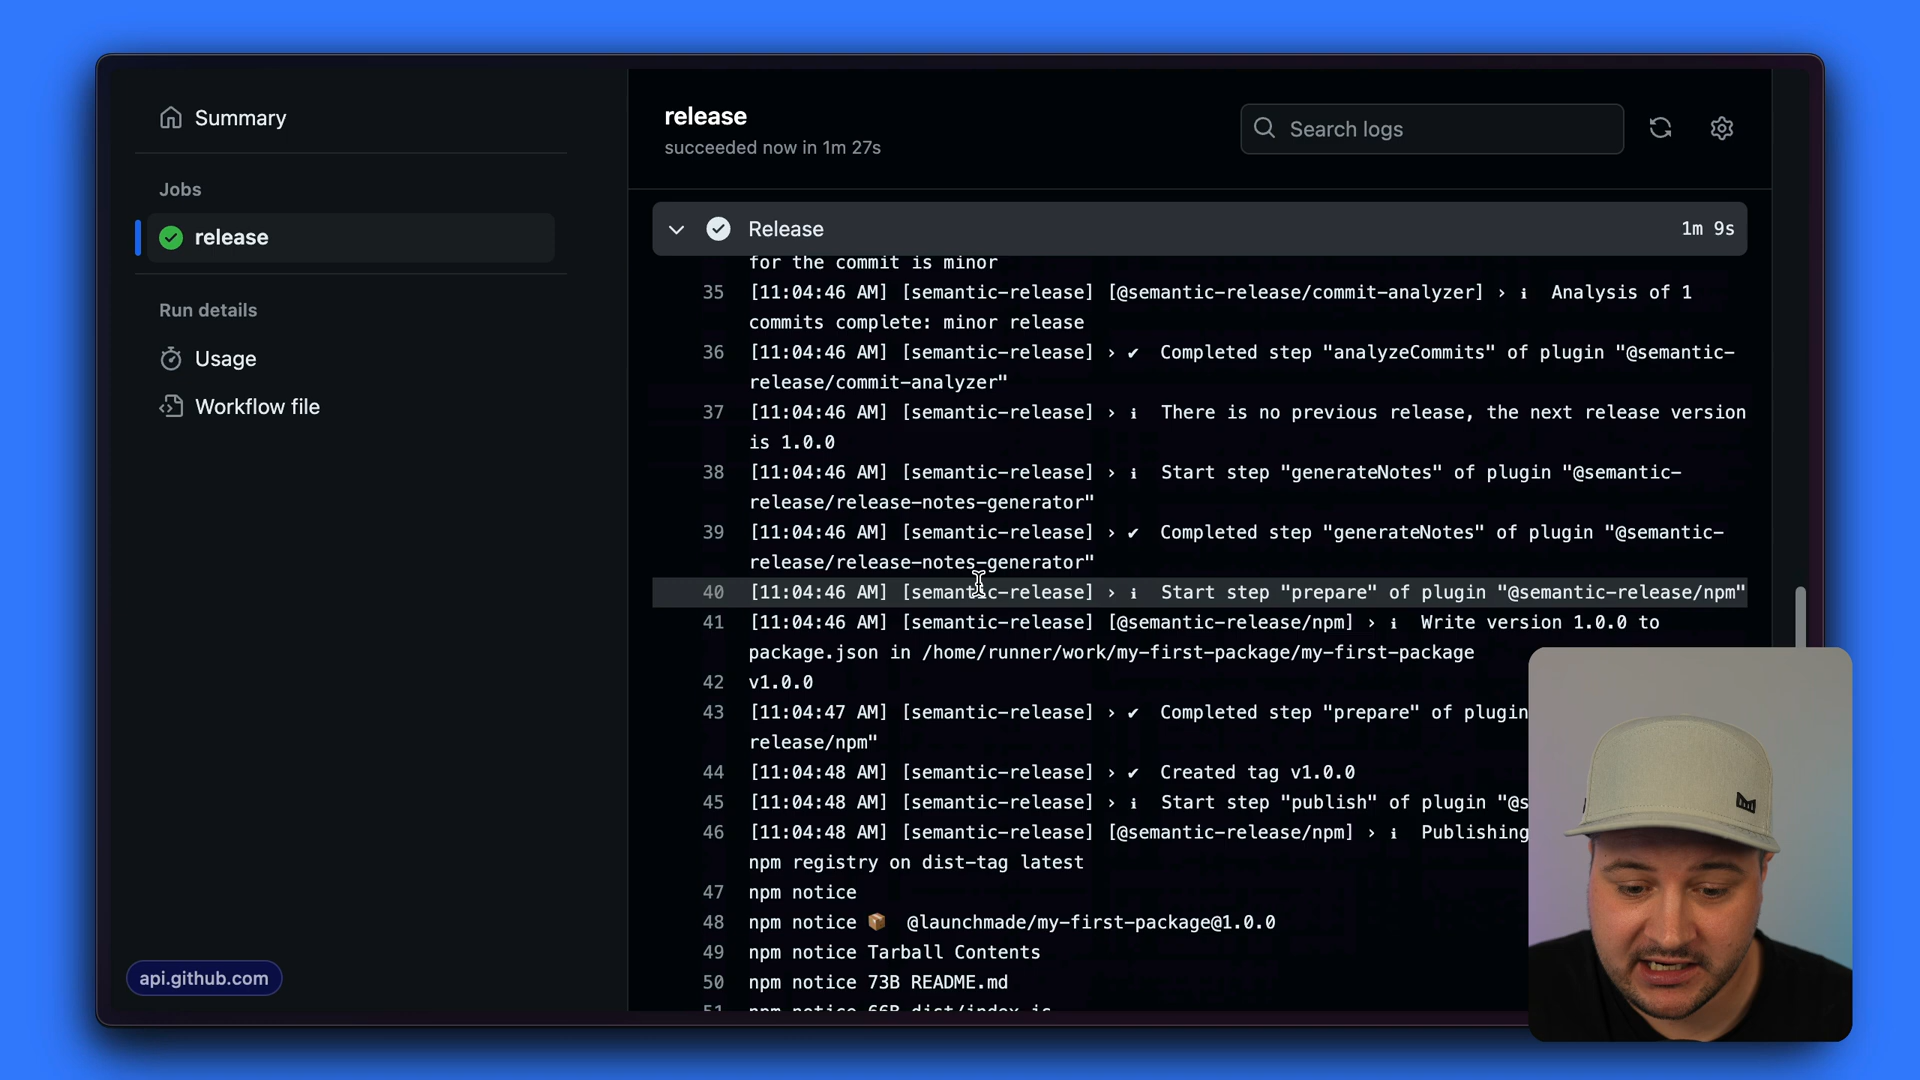 Summary
Jobs
release
Run details
Usage
Workflow file
api.github.com
release
succeeded now in 1m 27s
Search logs
Release
1m 9s
for the commit is minor
35 [11:04:46 AM] [semantic-release] [@semantic-release/commit-analyzer] › ℹ Analysis of 1
commits complete: minor release
36 [11:04:46 AM] [semantic-release] › ✔ Completed step "analyzeCommits" of plugin "@semantic-
release/commit-analyzer"
37 [11:04:46 AM] [semantic-release] › ℹ There is no previous release, the next release version
is 1.0.0
38 [11:04:46 AM] [semantic-release] › ℹ Start step "generateNotes" of plugin "@semantic-
release/release-notes-generator"
39 [11:04:46 AM] [semantic-release] › ✔ Completed step "generateNotes" of plugin "@semantic-
release/release-notes-generator"
40 [11:04:46 AM] [semantic-release] › ℹ Start step "prepare" of plugin "@semantic-release/npm"
41 [11:04:46 AM] [semantic-release] [@semantic-release/npm] › ℹ Write version 1.0.0 to
package.json in /home/runner/work/my-first-package/my-first-package
42 v1.0.0
43 [11:04:47 AM] [semantic-release] › ✔ Completed step "prepare" of plugin
release/npm"
44 [11:04:48 AM] [semantic-release] › ✔ Created tag v1.0.0
45 [11:04:48 AM] [semantic-release] › ℹ Start step "publish" of plugin "@s
46 [11:04:48 AM] [semantic-release] [@semantic-release/npm] › ℹ Publishing
npm registry on dist-tag latest
47 npm notice
48 npm notice 📦 @launchmade/my-first-package@1.0.0
49 npm notice Tarball Contents
50 npm notice 73B README.md
51 npm notice 66B dist/index.js